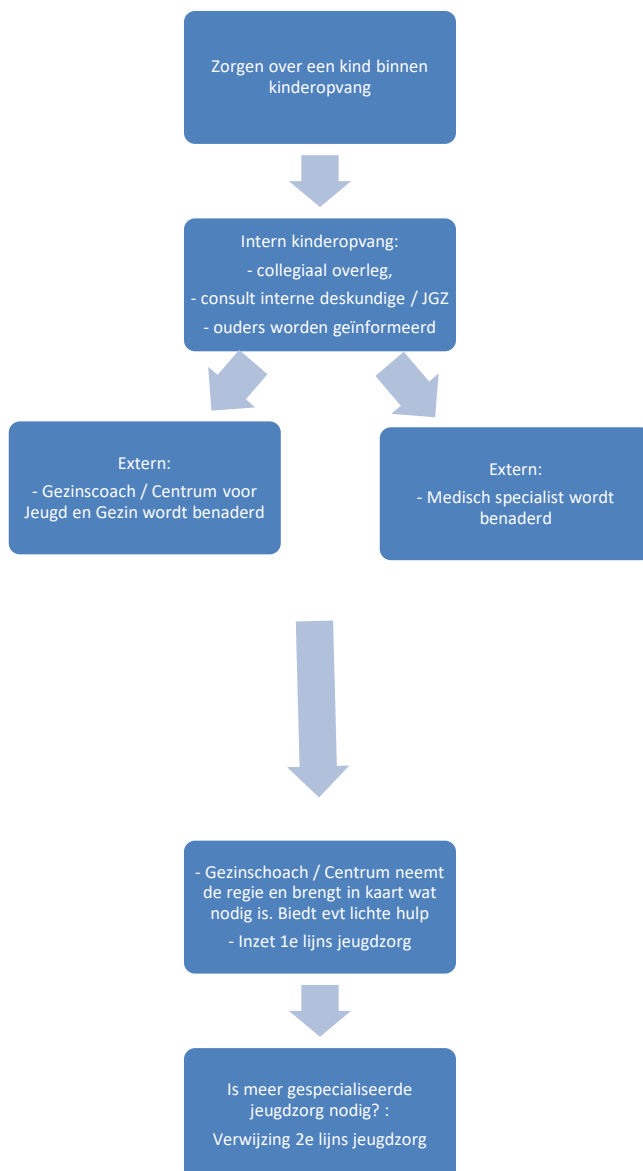 Zorgen over een kind binnen
kinderopvang
Intern kinderopvang:
- collegiaal overleg,
- consult interne deskundige / JGZ
- ouders worden geïnformeerd
Extern:
- Gezinscoach / Centrum voor
Jeugd en Gezin wordt benaderd
Extern:
- Medisch specialist wordt
benaderd
- Gezinschoach / Centrum neemt
de regie en brengt in kaart wat
nodig is. Biedt evt lichte hulp
- Inzet 1e lijns jeugdzorg
Is meer gespecialiseerde
jeugdzorg nodig? :
Verwijzing 2e lijns jeugdzorg